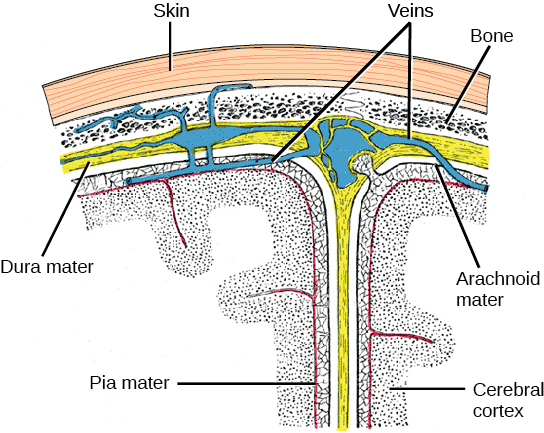 Skin
Veins
Bone
Dura mater
Arachnoid
mater
Pia mater
Cerebral
cortex